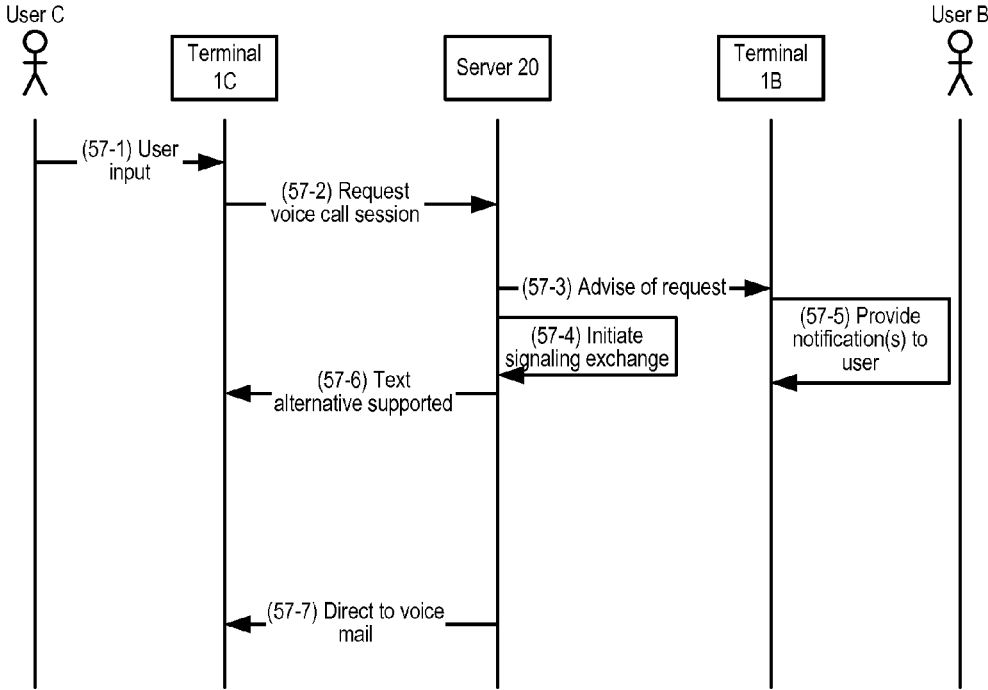 User C
Terminal
1C
Server 20
Terminal
1B
User B
(57-1) User
input
(57-2) Request
voice call session
(57-3) Advise of request
(57-4) Initiate
signaling exchange
(57-5) Provide
notification(s) to
user
(57-6) Text
alternative supported
(57-7) Direct to voice
mail